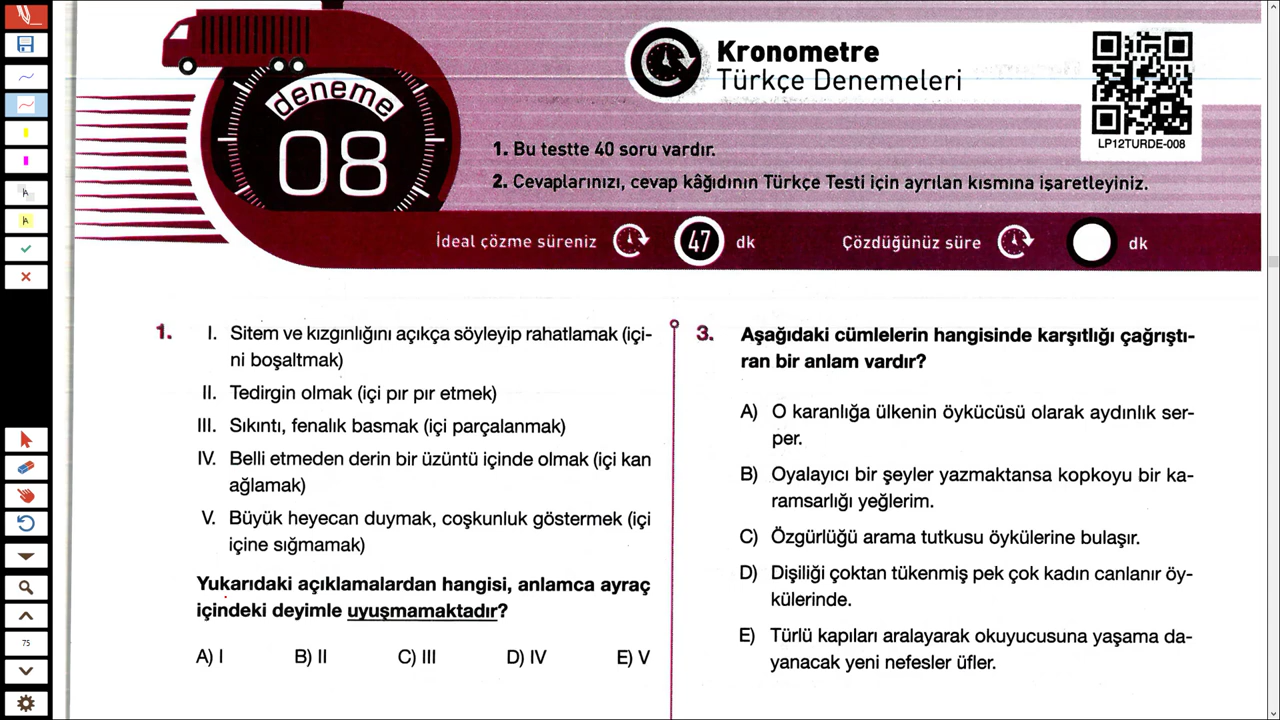 deneme
08
Kronometre
Türkçe Denemeleri
LP12TURDE-008
1. Bu testte 40 soru vardır.
2. Cevaplarınızı, cevap kâğıdının Türkçe Testi için ayrılan kısmına işaretleyiniz.
İdeal çözme süreniz 47 dk Çözdüğünüz süre dk
1. I. Sitem ve kızgınlığını açıkça söyleyip rahatlamak (içi-
ni boşaltmak)
II. Tedirgin olmak (içi pır pır etmek)
III. Sıkıntı, fenalık basmak (içi parçalanmak)
IV. Belli etmeden derin bir üzüntü içinde olmak (içi kan
ağlamak)
V. Büyük heyecan duymak, coşkunluk göstermek (içi
içine sığmamak)
Yukarıdaki açıklamalardan hangisi, anlamca ayraç
içindeki deyimle uyuşmamaktadır?
A) I B) II C) III D) IV E) V
3. Aşağıdaki cümlelerin hangisinde karşıtlığı çağrıştı-
ran bir anlam vardır?
A) O karanlığa ülkenin öykücüsü olarak aydınlık ser-
per.
B) Oyalayıcı bir şeyler yazmaktansa kopkoyu bir ka-
ramsarlığı yeğlerim.
C) Özgürlüğü arama tutkusu öykülerine bulaşır.
D) Dişiliği çoktan tükenmiş pek çok kadın canlanır öy-
külerinde.
E) Türlü kapıları aralayarak okuyucusuna yaşama da-
yanacak yeni nefesler üfler.
75